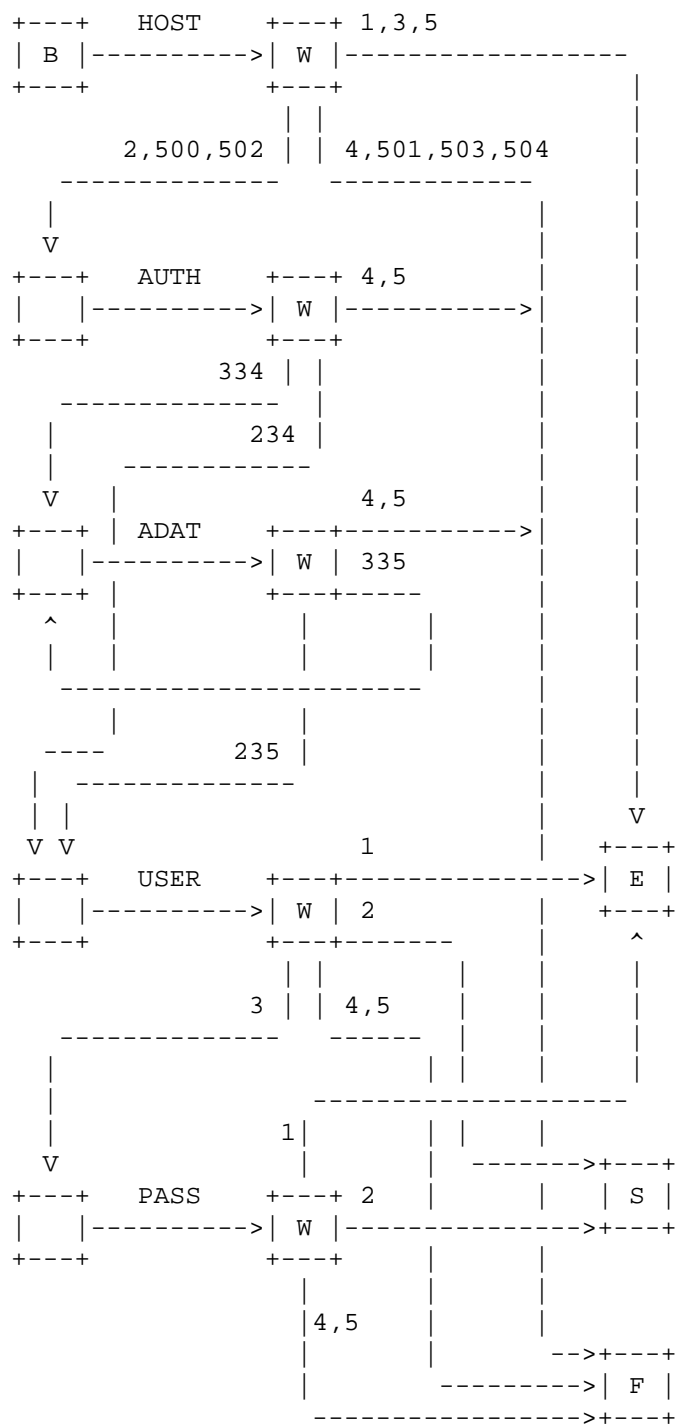 HOST 1,3,5
B W
2,500,502 4,501,503,504
V
AUTH 4,5
W
334
234
V 4,5
ADAT
W 335
^
235
V
V V 1
USER E
W 2
^
3 4,5
1
V
PASS 2 S
W
4,5
F